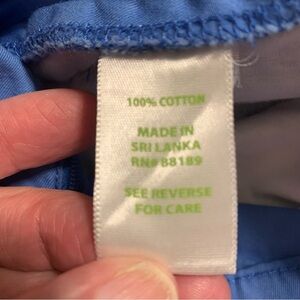 100% COTTON
MADE IN
SRI LANKA
RN# 88189
SEE REVERSE
FOR CARE